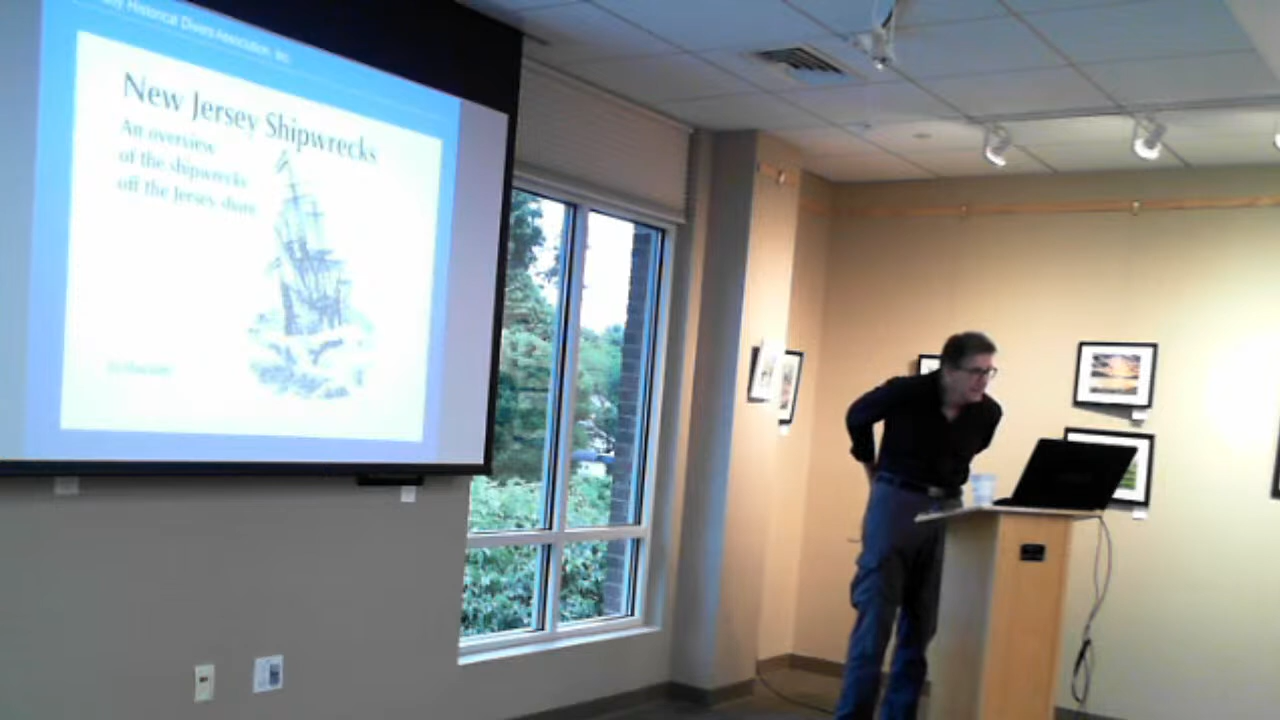 Historical Divers Association, Inc.
New Jersey Shipwrecks
An overview
of the shipwrecks
off the Jersey shore